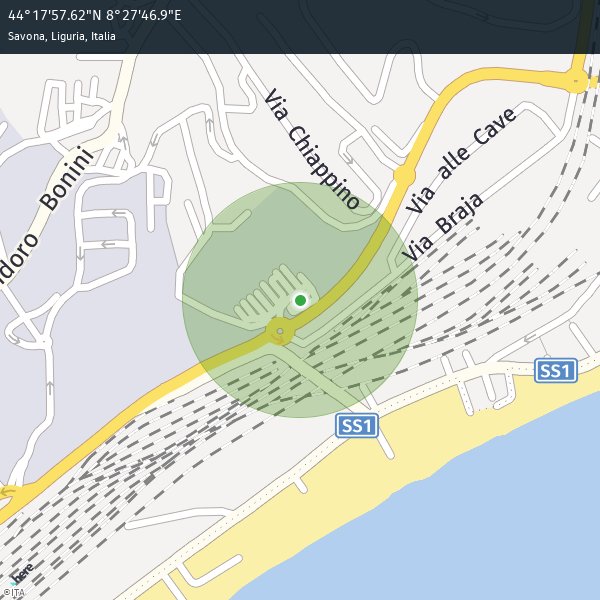 44°17'57.62"N 8°27'46.9"E
Savona, Liguria, Italia
Via Chiappino
Via alle Cave
Bonini
doro
Via Braja
SS1
SS1
here
©ITA